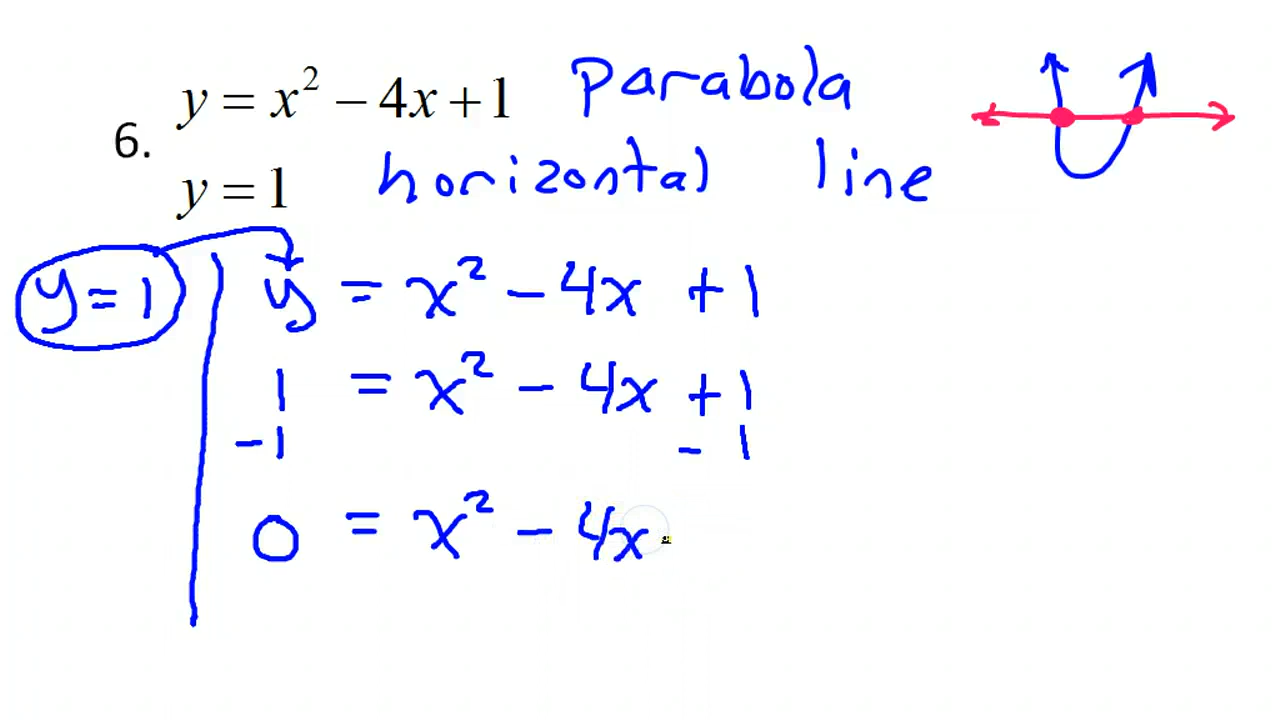 y = x² − 4x + 1 Parabola
6.
y = 1 horizontal line
y = 1 y = x² − 4x + 1
1 = x² − 4x + 1
−1 − 1
0 = x² − 4x